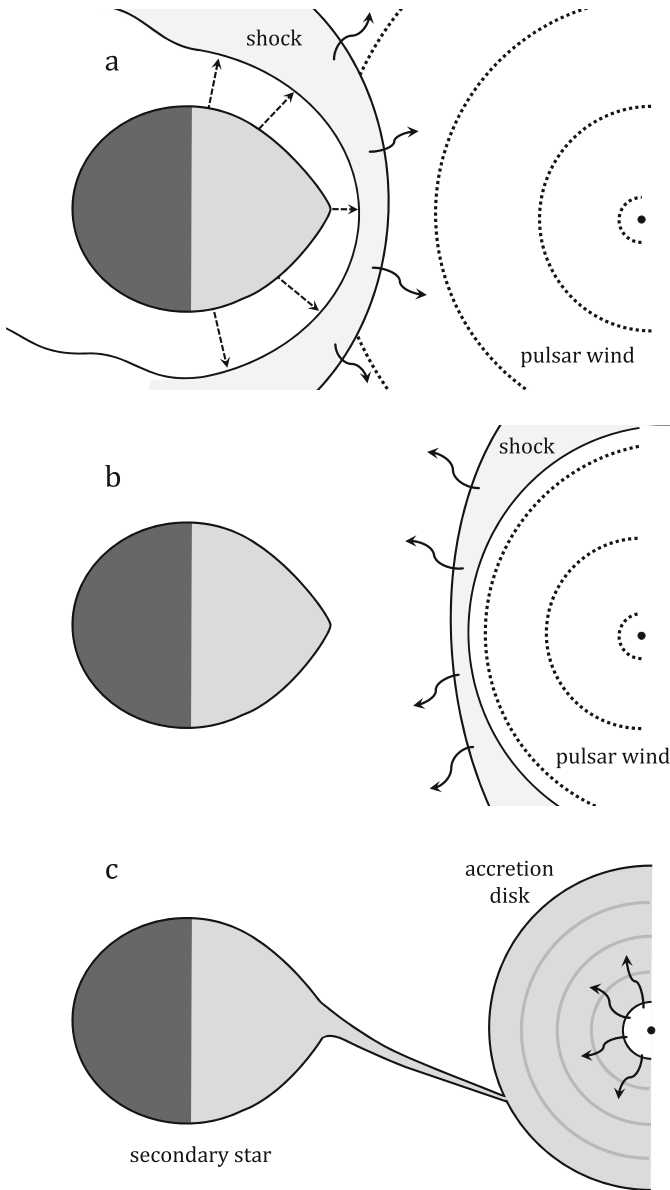 a
shock
pulsar wind
b
shock
pulsar wind
c
accretion
disk
secondary star